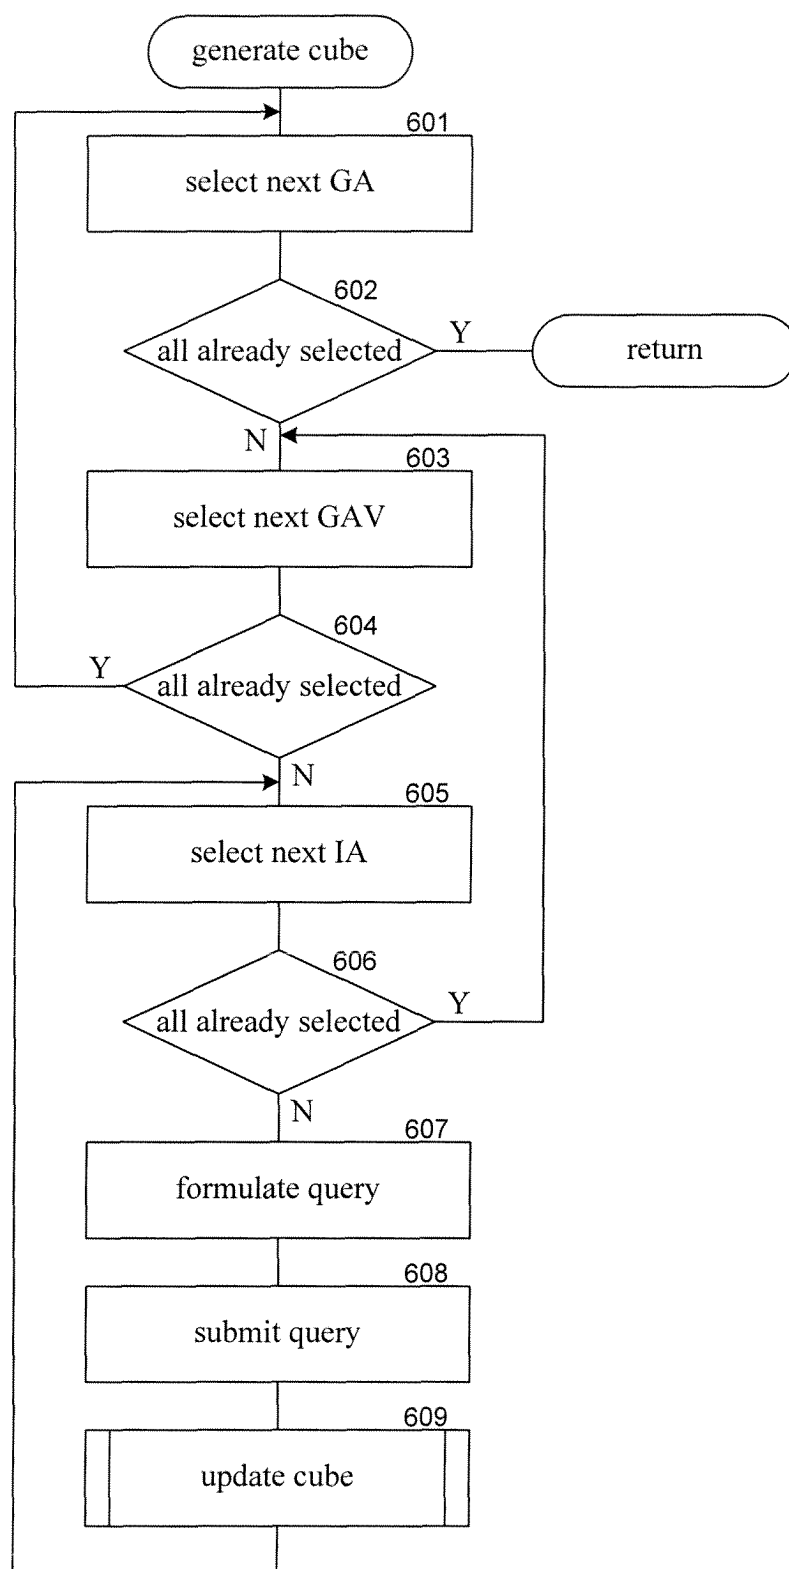 generate cube
601
select next GA
602
all already selected
Y
return
N
603
select next GAV
604
Y
all already selected
N
605
select next IA
606
all already selected
Y
N
607
formulate query
608
submit query
609
update cube